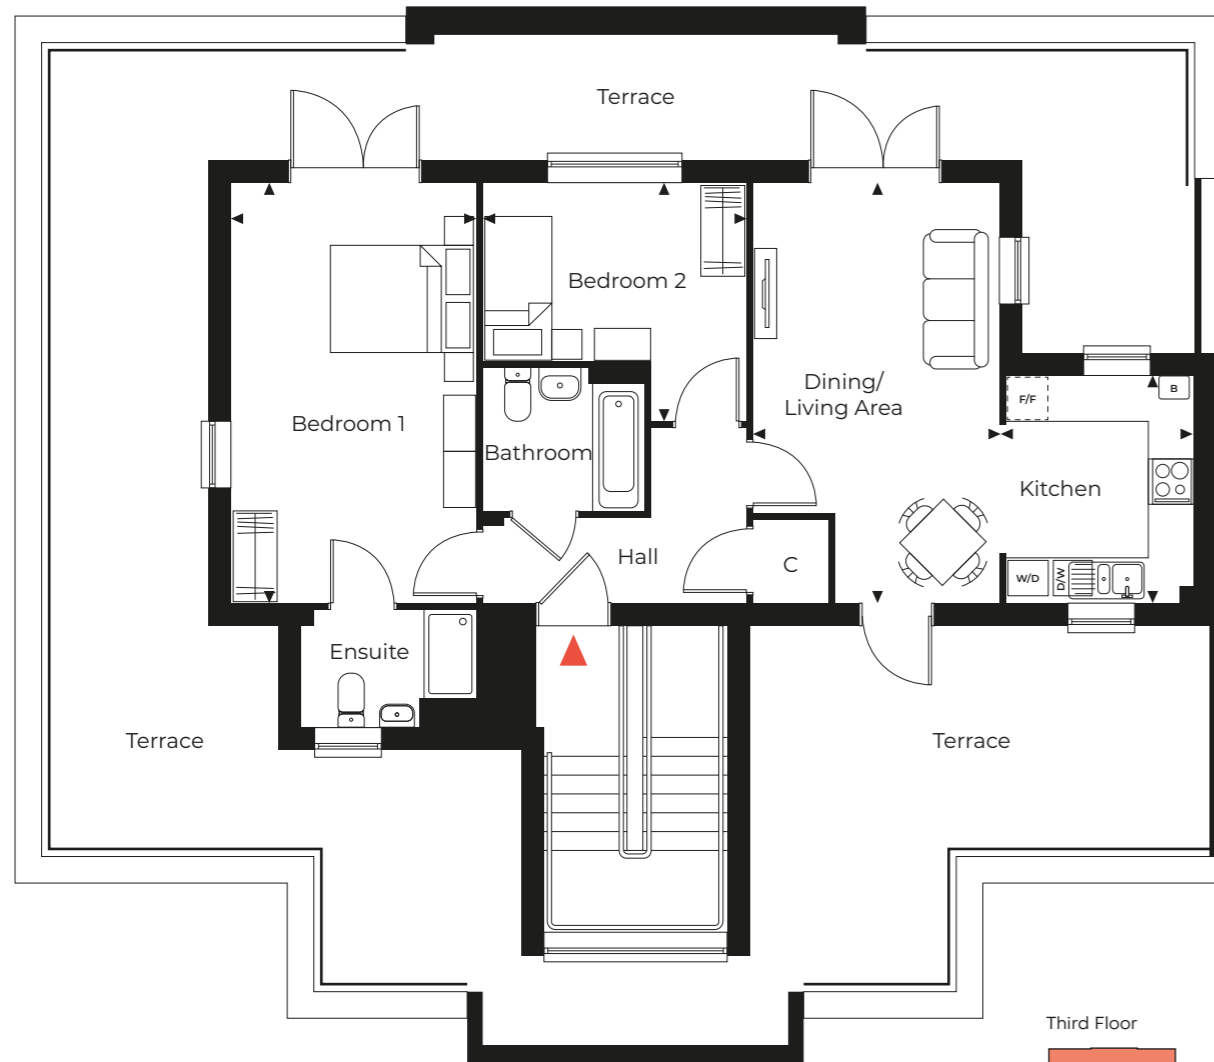 Terrace
Bedroom 2
Dining/
Living Area
F/F
B
Bedroom 1
Bathroom
Kitchen
Hall
C
W/D
D/W
Ensuite
Terrace
Terrace
Third Floor